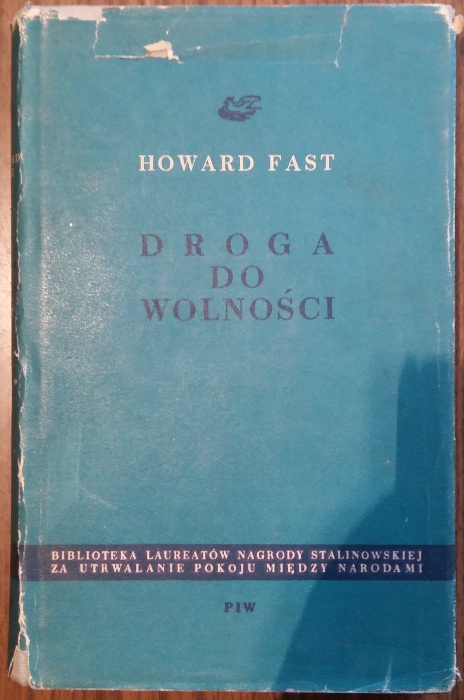 HOWARD FAST
DROGA
DO
WOLNOŚCI
BIBLIOTEKA LAUREATÓW NAGRODY STALINOWSKIEJ
ZA UTRWALANIE POKOJU MIĘDZY NARODAMI
PIW